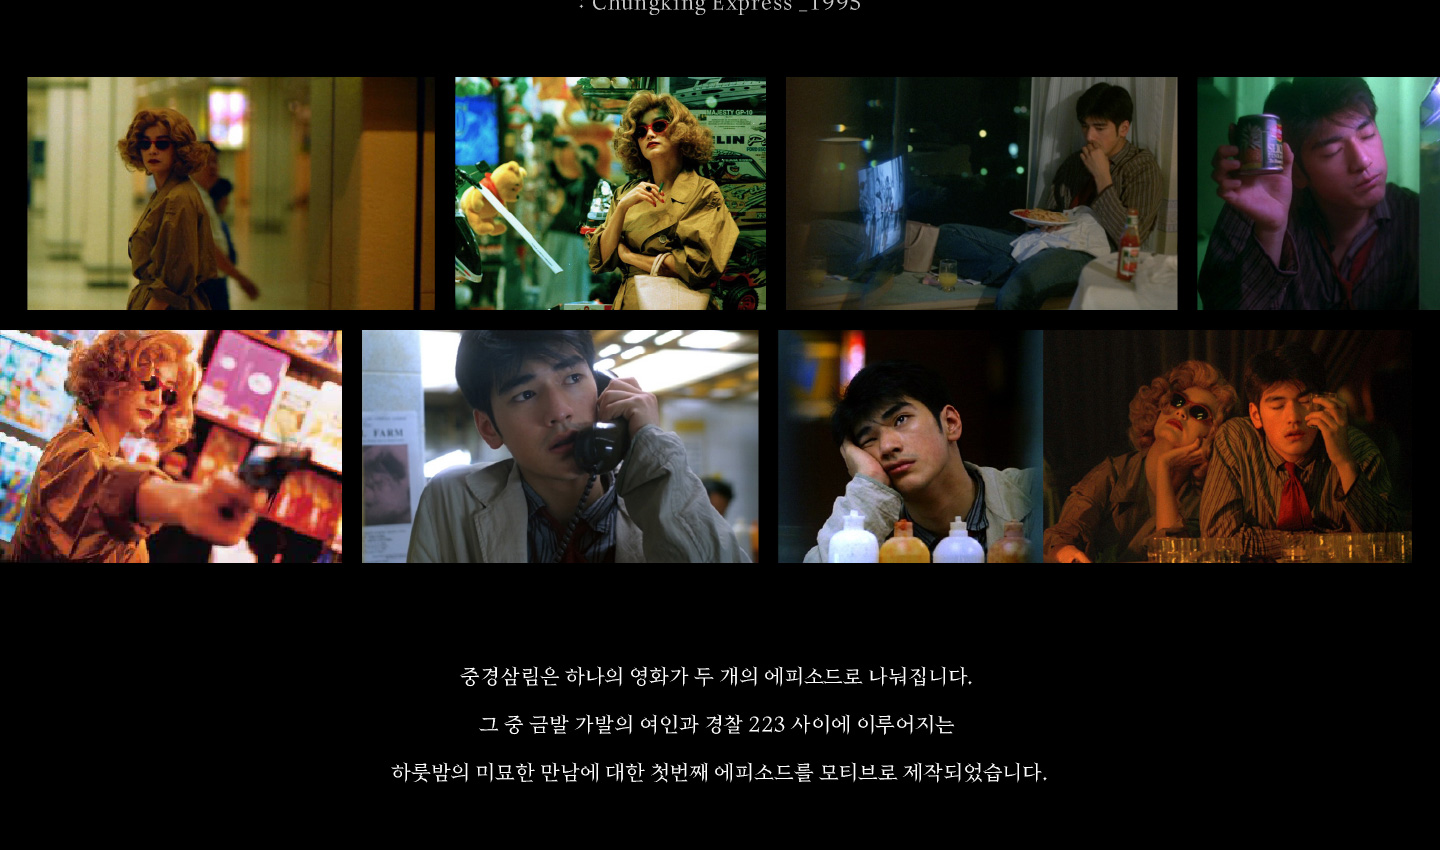 : Chungking Express _1995
MAJESTY GP-10
FARM
중경삼림은 하나의 영화가 두 개의 에피소드로 나눠집니다.
그 중 금발 가발의 여인과 경찰 223 사이에 이루어지는
하룻밤의 미묘한 만남에 대한 첫번째 에피소드를 모티브로 제작되었습니다.